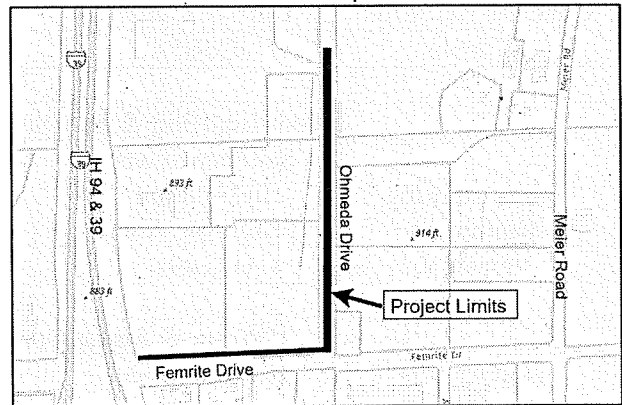 IH 94 & 39
893 ft
883 ft
Ohmeda Drive
914 ft.
Meier Rd
Meier Road
Project Limits
Femrite Dr
Femrite Drive